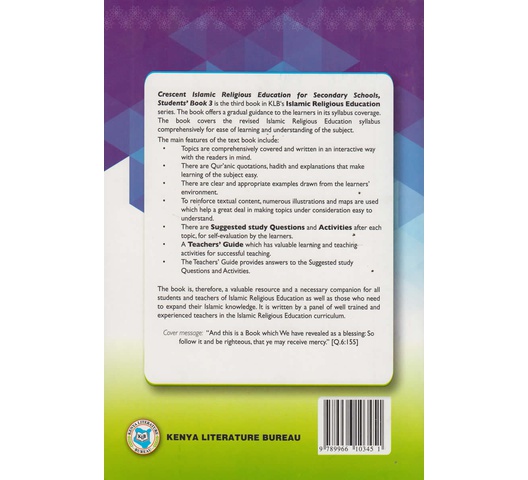 Crescent Islamic Religious Education for Secondary Schools,
Students' Book 3 is the third book in KLB's Islamic Religious Education
series. The book offers a gradual guidance to the learners in its syllabus coverage.
The book covers the revised Islamic Religious Education syllabus
comprehensively for ease of learning and understanding of the subject.
The main features of the text book include:
• Topics are comprehensively covered and written in an interactive way
with the readers in mind.
• There are Qur'anic quotations, hadith and explanations that make
learning of the subject easy.
• There are clear and appropriate examples drawn from the learners'
environment.
• To reinforce textual content, numerous illustrations and maps are used
which help a great deal in making topics under consideration easy to
understand.
• There are Suggested study Questions and Activities after each
topic, for self-evaluation by the learners.
• A Teachers' Guide which has valuable learning and teaching
activities for successful teaching.
• The Teachers' Guide provides answers to the Suggested study
Questions and Activities.
The book is, therefore, a valuable resource and a necessary companion for all
students and teachers of Islamic Religious Education as well as those who need
to expand their Islamic knowledge. It is written by a panel of well trained and
experienced teachers in the Islamic Religious Education curriculum.
Cover message: "And this is a Book which We have revealed as a blessing: So
follow it and be righteous, that ye may receive mercy." [Q.6:155]
KENYA LITERATURE BUREAU
KENYA LITERATURE
BUREAU
9 789966 103451